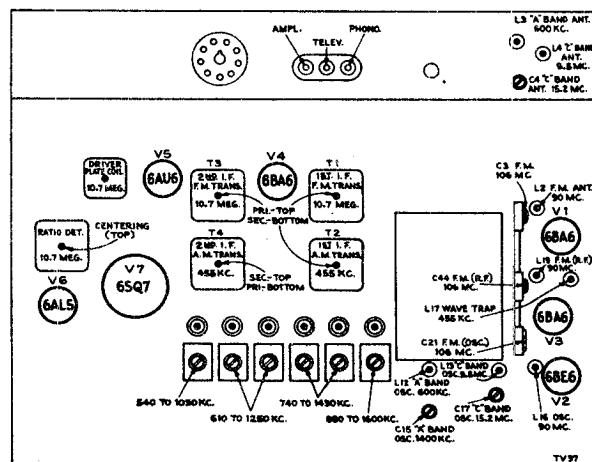 L3 "A" BAND ANT.
600 KC.
L4 "C" BAND
ANT.
9.5 MC.
C4 "C" BAND
ANT. 15.2 MC.
AMPL.
TELEV.
PHONO.
DRIVER
PLATE COIL
10.7 MEG.
V5
6AU6
T3
2ND I.F.
F.M. TRANS.
10.7 MEG.
V4
6BA6
T1
1ST. I.F.
F.M. TRANS.
10.7 MEG.
PRI.-TOP
SEC.-BOTTOM
C3 F.M.
106 MC.
L2 F.M. ANT.
90 MC.
V1
6BA6
RATIO DET.
10.7 MEG.
CENTERING
(TOP)
V6
6AL5
V7
6SQ7
T4
2ND I.F.
A.M. TRANS.
455 KC.
T2
1ST I.F.
A.M. TRANS.
455 KC.
SEC-TOP
PRI-BOTTOM
C44 F.M. (R.F.)
106 MC.
L19 F.M. (R.F.)
90 MC.
L17 WAVE TRAP
455 KC.
6BA6
V3
C21 F.M. (OSC.)
106 MC.
540 TO 1030 KC.
610 TO 1250 KC.
740 TO 1430 KC.
880 TO 1600 KC.
L12 "A" BAND
OSC. 600 KC.
L13 "C" BAND
OSC. 9.5 MC.
C15 "A" BAND
OSC. 1400 KC.
C17 "C" BAND
OSC. 15.2 MC.
6BE6
V2
L16 OSC.
90 MC.
TV37